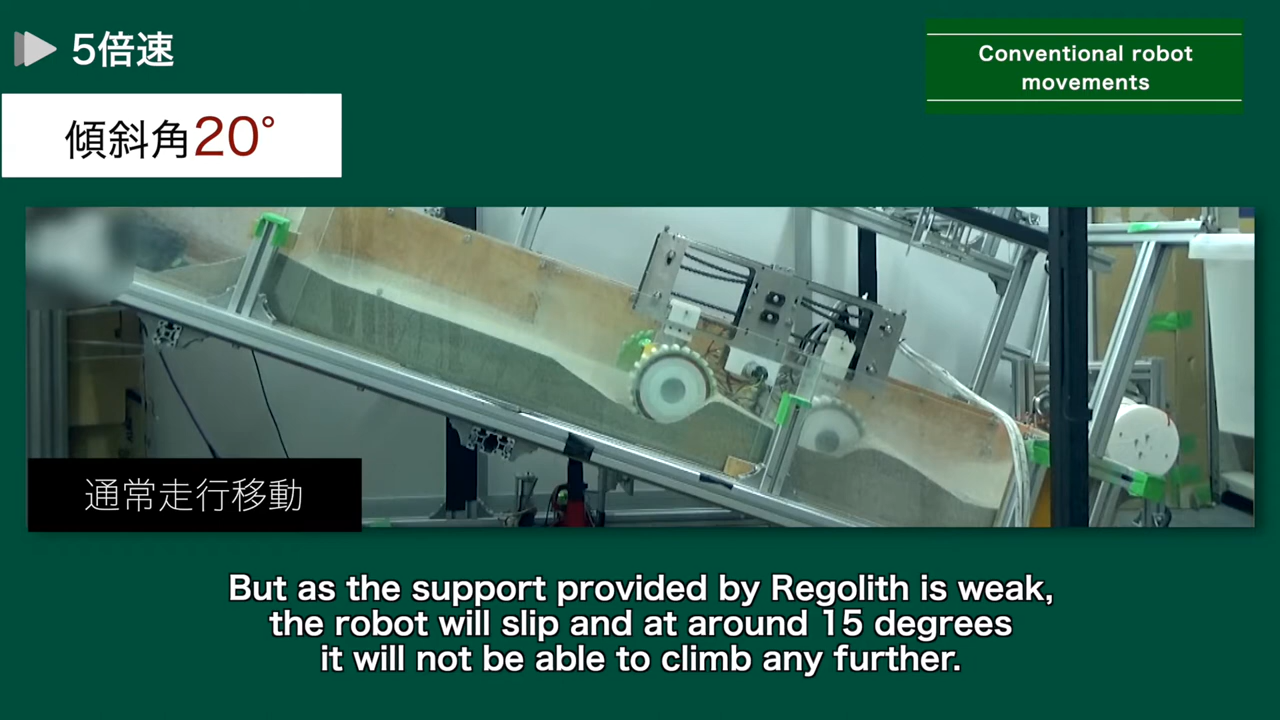 5倍速
Conventional robot
movements
傾斜角20°
通常走行移動
But as the support provided by Regolith is weak,
the robot will slip and at around 15 degrees
it will not be able to climb any further.